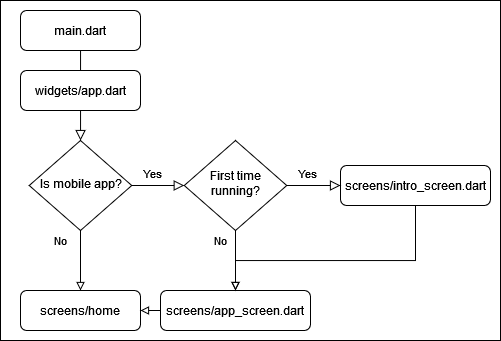 main.dart
widgets/app.dart
Is mobile app?
Yes
First time
running?
Yes
screens/intro_screen.dart
No
No
screens/home
screens/app_screen.dart